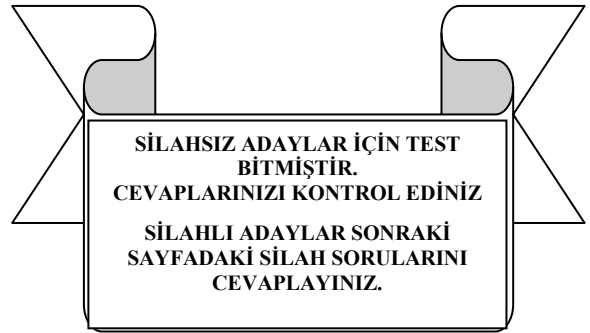 SİLAHSIZ ADAYLAR İÇİN TEST
BİTMİŞTİR.
CEVAPLARINIZI KONTROL EDİNİZ
SİLAHLI ADAYLAR SONRAKİ
SAYFADAKİ SİLAH SORULARINI
CEVAPLAYINIZ.